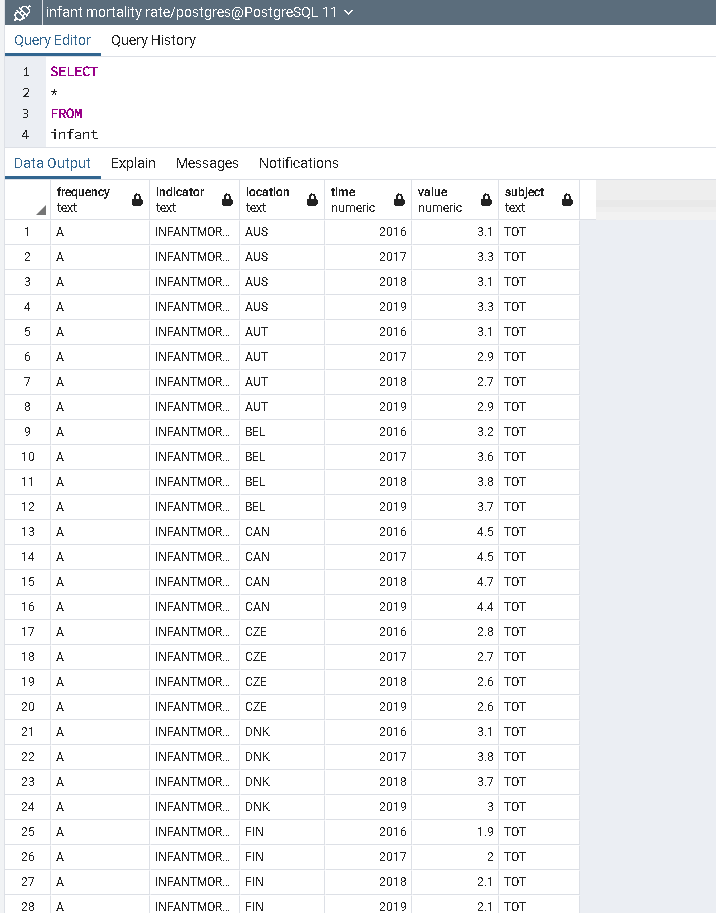 infant mortality rate/postgres@PostgreSQL 11
Query Editor Query History
1 SELECT
2 *
3 FROM
4 infant
Data Output Explain Messages Notifications
frequency indicator location time value subject
text text text numeric numeric text
1 A INFANTMOR... AUS 2016 3.1 TOT
2 A INFANTMOR... AUS 2017 3.3 TOT
3 A INFANTMOR... AUS 2018 3.1 TOT
4 A INFANTMOR... AUS 2019 3.3 TOT
5 A INFANTMOR... AUT 2016 3.1 TOT
6 A INFANTMOR... AUT 2017 2.9 TOT
7 A INFANTMOR... AUT 2018 2.7 TOT
8 A INFANTMOR... AUT 2019 2.9 TOT
9 A INFANTMOR... BEL 2016 3.2 TOT
10 A INFANTMOR... BEL 2017 3.6 TOT
11 A INFANTMOR... BEL 2018 3.8 TOT
12 A INFANTMOR... BEL 2019 3.7 TOT
13 A INFANTMOR... CAN 2016 4.5 TOT
14 A INFANTMOR... CAN 2017 4.5 TOT
15 A INFANTMOR... CAN 2018 4.7 TOT
16 A INFANTMOR... CAN 2019 4.4 TOT
17 A INFANTMOR... CZE 2016 2.8 TOT
18 A INFANTMOR... CZE 2017 2.7 TOT
19 A INFANTMOR... CZE 2018 2.6 TOT
20 A INFANTMOR... CZE 2019 2.6 TOT
21 A INFANTMOR... DNK 2016 3.1 TOT
22 A INFANTMOR... DNK 2017 3.8 TOT
23 A INFANTMOR... DNK 2018 3.7 TOT
24 A INFANTMOR... DNK 2019 3 TOT
25 A INFANTMOR... FIN 2016 1.9 TOT
26 A INFANTMOR... FIN 2017 2 TOT
27 A INFANTMOR... FIN 2018 2.1 TOT
28 A INFANTMOR... FIN 2019 2.1 TOT